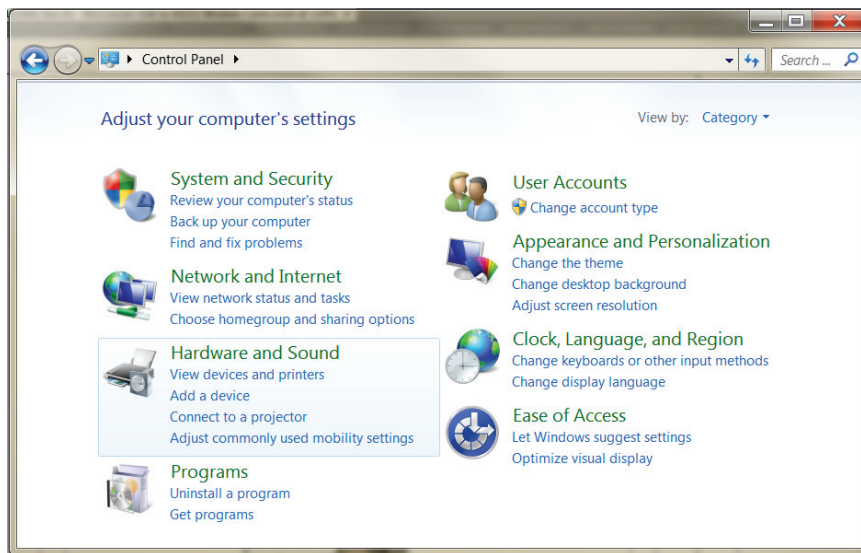 Control Panel
Search ...
Adjust your computer's settings
View by: Category
System and Security
Review your computer's status
Back up your computer
Find and fix problems
Network and Internet
View network status and tasks
Choose homegroup and sharing options
Hardware and Sound
View devices and printers
Add a device
Connect to a projector
Adjust commonly used mobility settings
Programs
Uninstall a program
Get programs
User Accounts
Change account type
Appearance and Personalization
Change the theme
Change desktop background
Adjust screen resolution
Clock, Language, and Region
Change keyboards or other input methods
Change display language
Ease of Access
Let Windows suggest settings
Optimize visual display